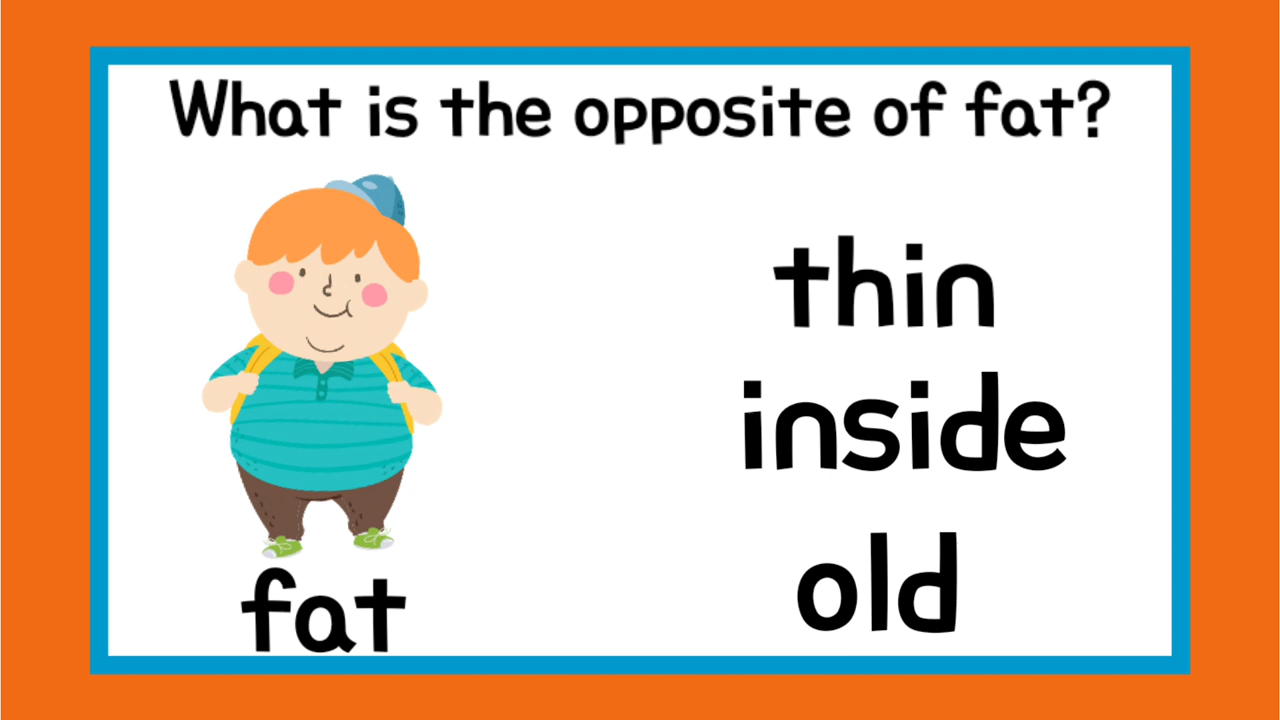 What is the opposite of fat?
thin
inside
old
fat